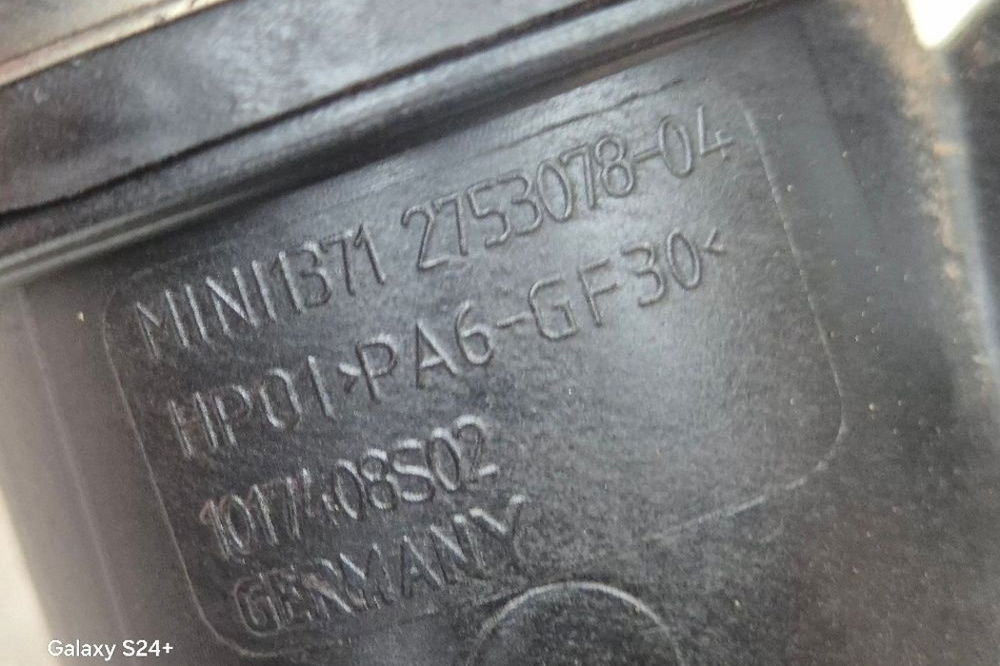 MINI 1371 2753078-04
HP01 >PA6-GF30<
1017408S02
GERMANY
Galaxy S24+